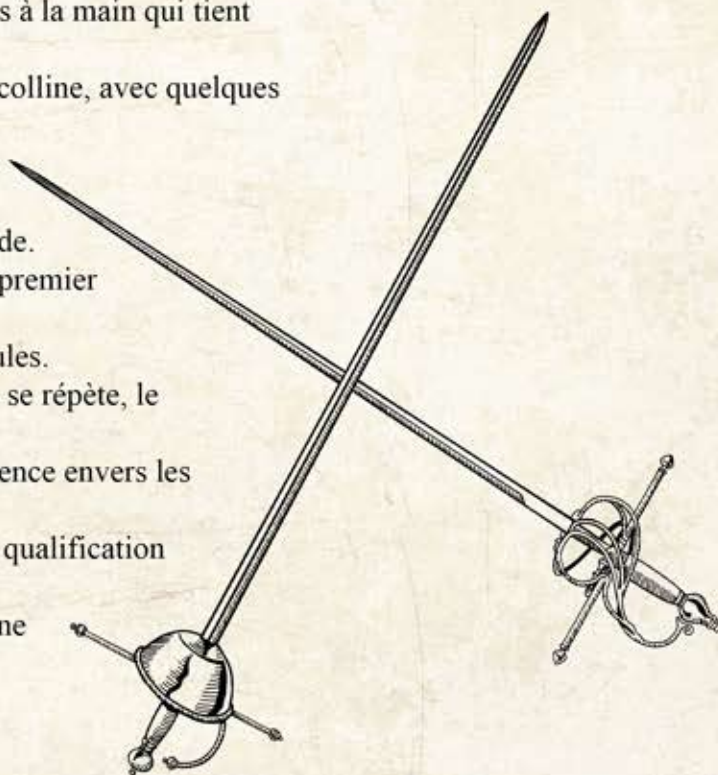 s à la main qui tient
colline, avec quelques
de.
premier
ules.
se répète, le
ence envers les
qualification
ne